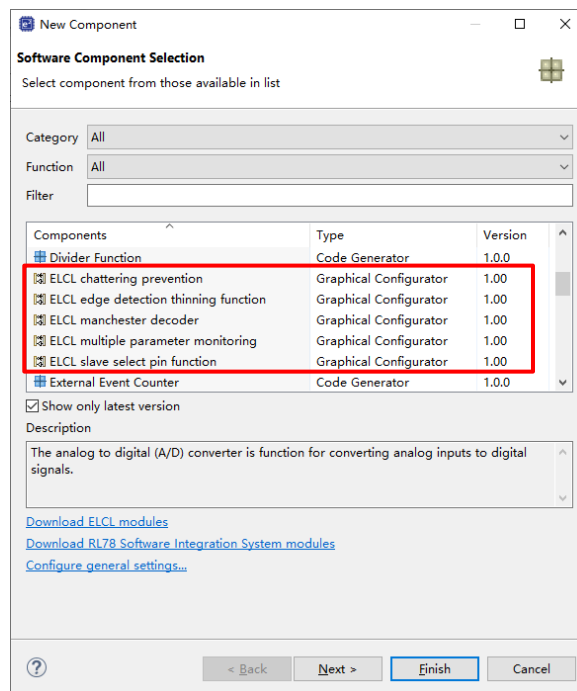 New Component
Software Component Selection
Select component from those available in list
Category All
Function All
Filter
Components Type Version
Divider Function Code Generator 1.0.0
ELCL chattering prevention Graphical Configurator 1.00
ELCL edge detection thinning function Graphical Configurator 1.00
ELCL manchester decoder Graphical Configurator 1.00
ELCL multiple parameter monitoring Graphical Configurator 1.00
ELCL slave select pin function Graphical Configurator 1.00
External Event Counter Code Generator 1.0.0
Show only latest version
Description
The analog to digital (A/D) converter is function for converting analog inputs to digital
signals.
Download ELCL modules
Download RL78 Software Integration System modules
Configure general settings...
? < Back Next > Finish Cancel